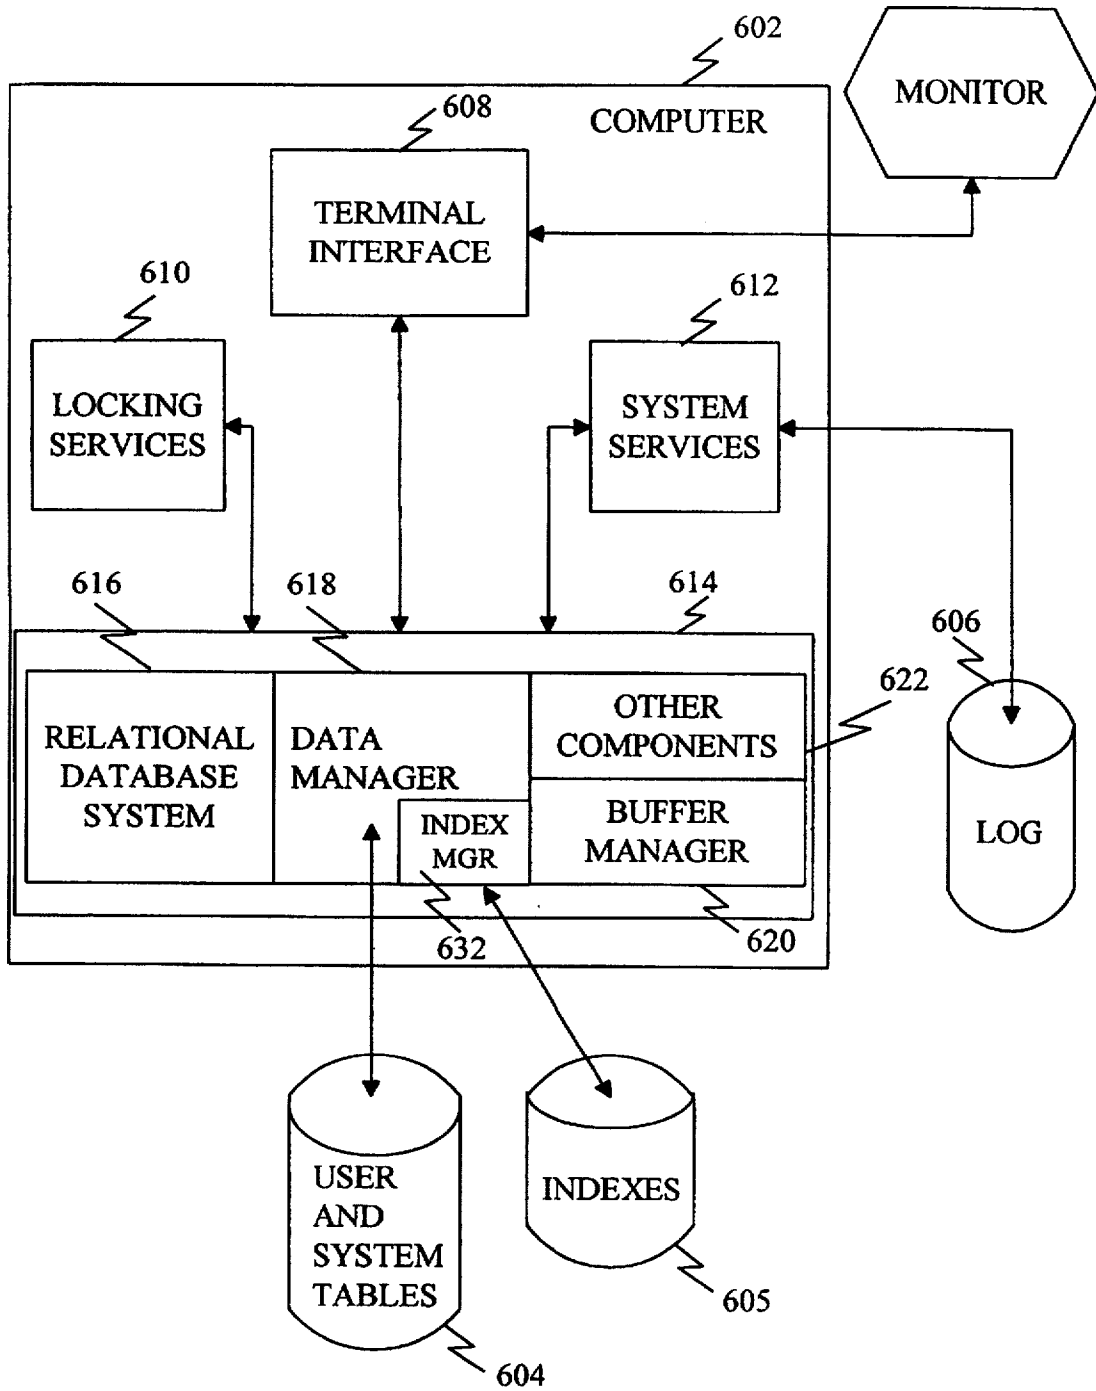 602
MONITOR
COMPUTER
608
TERMINAL
INTERFACE
610
612
LOCKING
SERVICES
SYSTEM
SERVICES
616
618
614
606
622
RELATIONAL
DATABASE
SYSTEM
DATA
MANAGER
OTHER
COMPONENTS
INDEX
MGR
BUFFER
MANAGER
LOG
632
620
USER
AND
SYSTEM
TABLES
INDEXES
605
604